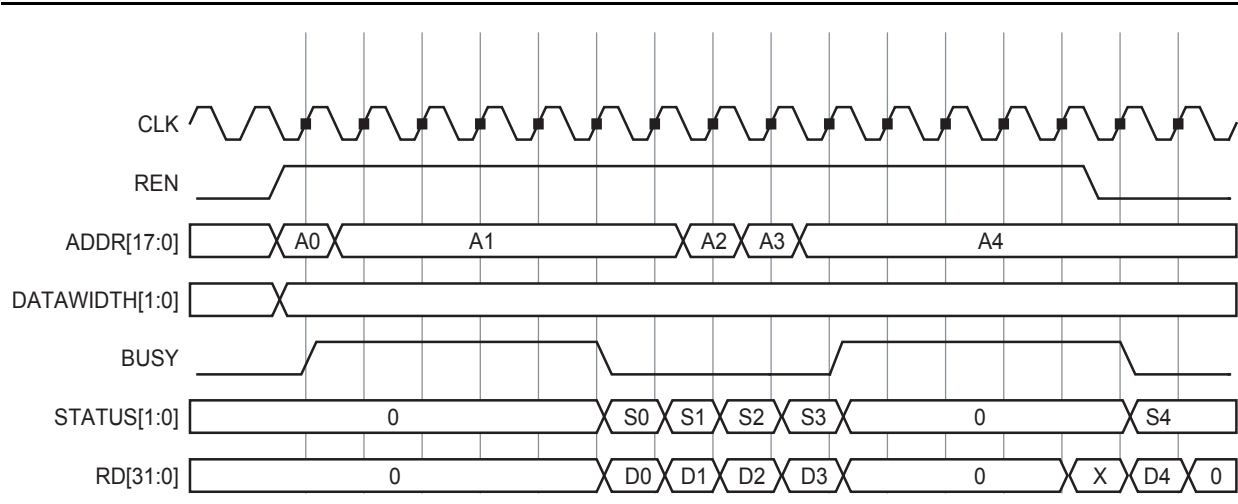 CLK
REN
ADDR[17:0] A0 A1 A2 A3 A4
DATAWIDTH[1:0]
BUSY
STATUS[1:0] 0 S0 S1 S2 S3 0 S4
RD[31:0] 0 D0 D1 D2 D3 0 X D4 0